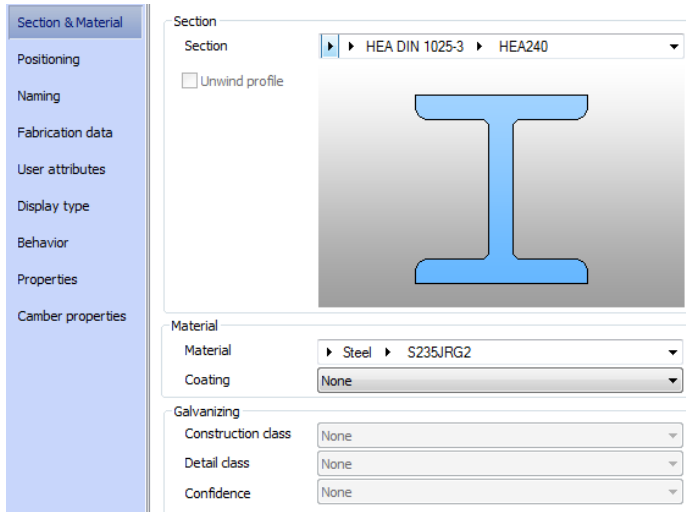 Section & Material
Positioning
Naming
Fabrication data
User attributes
Display type
Behavior
Properties
Camber properties
Section
Section HEA DIN 1025-3 HEA240
Unwind profile
Material
Material Steel S235JRG2
Coating None
Galvanizing
Construction class None
Detail class None
Confidence None